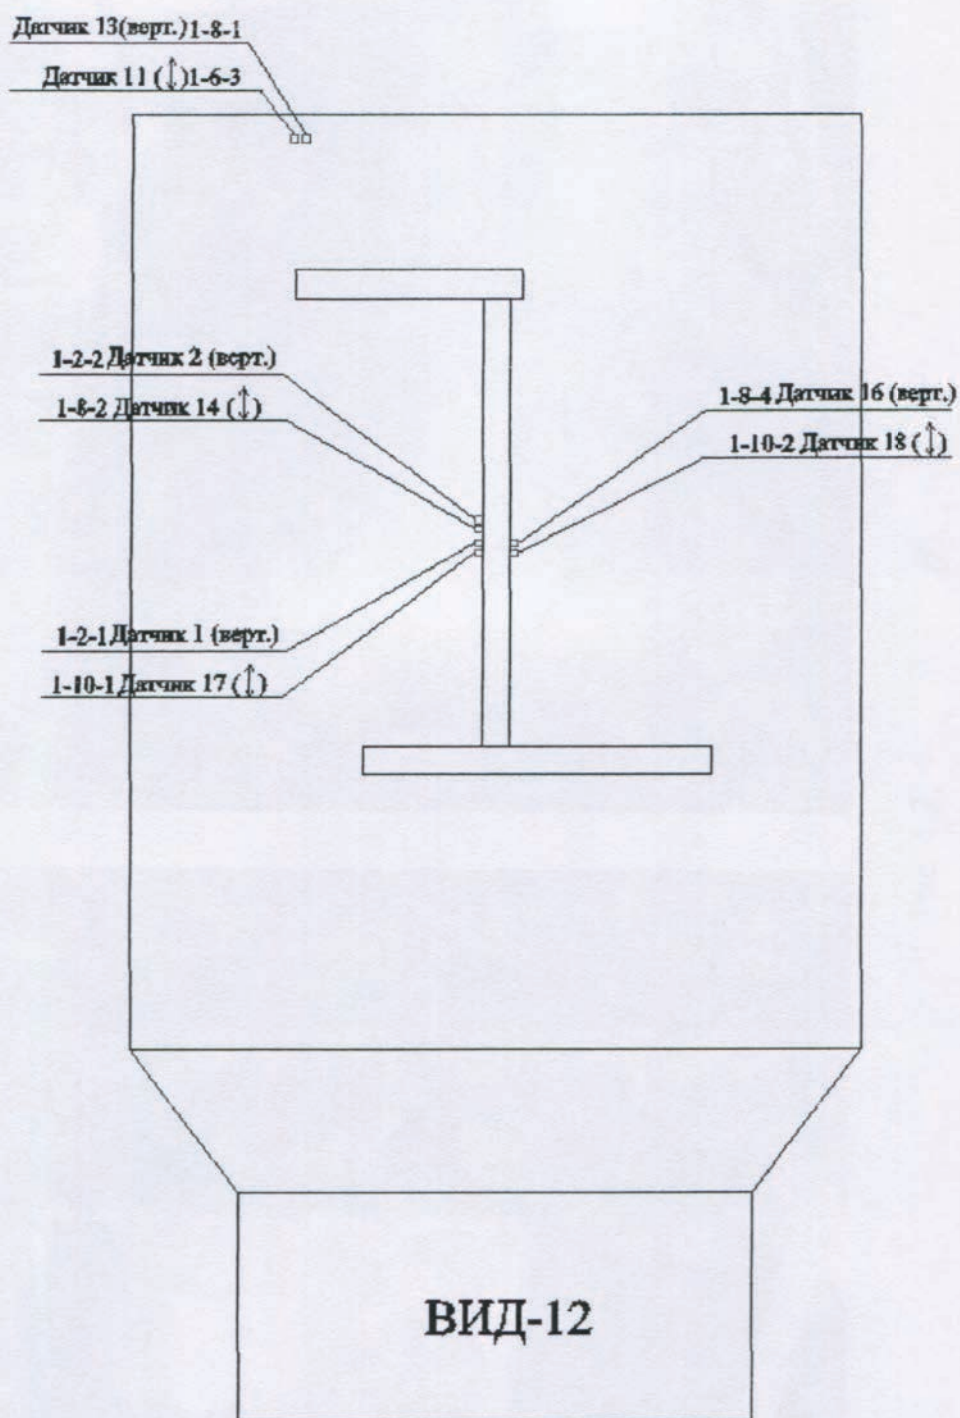 Датчик 13(верт.)1-8-1
Датчик 11 (↕)1-6-3
1-2-2 Датчик 2 (верт.)
1-8-2 Датчик 14 (↕)
1-8-4 Датчик 16 (верт.)
1-10-2 Датчик 18 (↕)
1-2-1 Датчик 1 (верт.)
1-10-1 Датчик 17 (↕)
ВИД-12